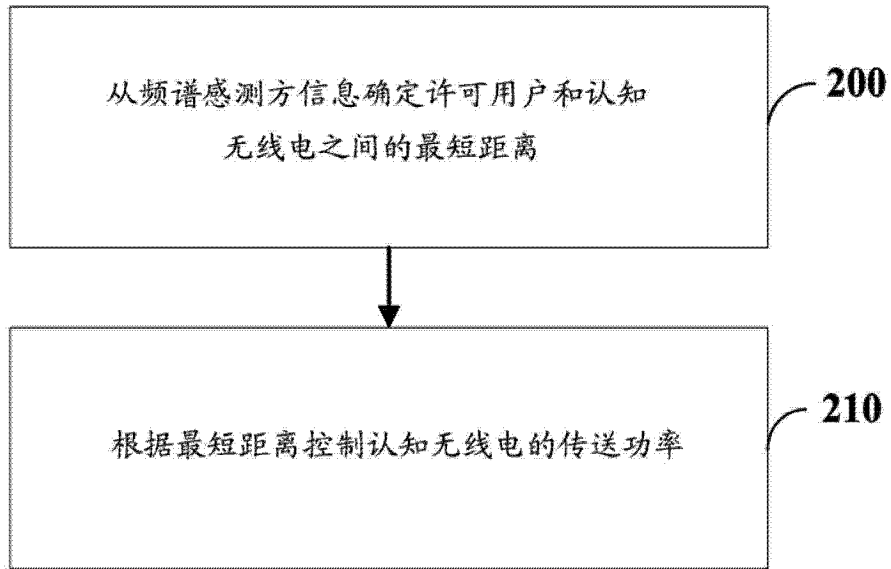 从频谱感测方信息确定许可用户和认知
无线电之间的最短距离
200
根据最短距离控制认知无线电的传送功率
210